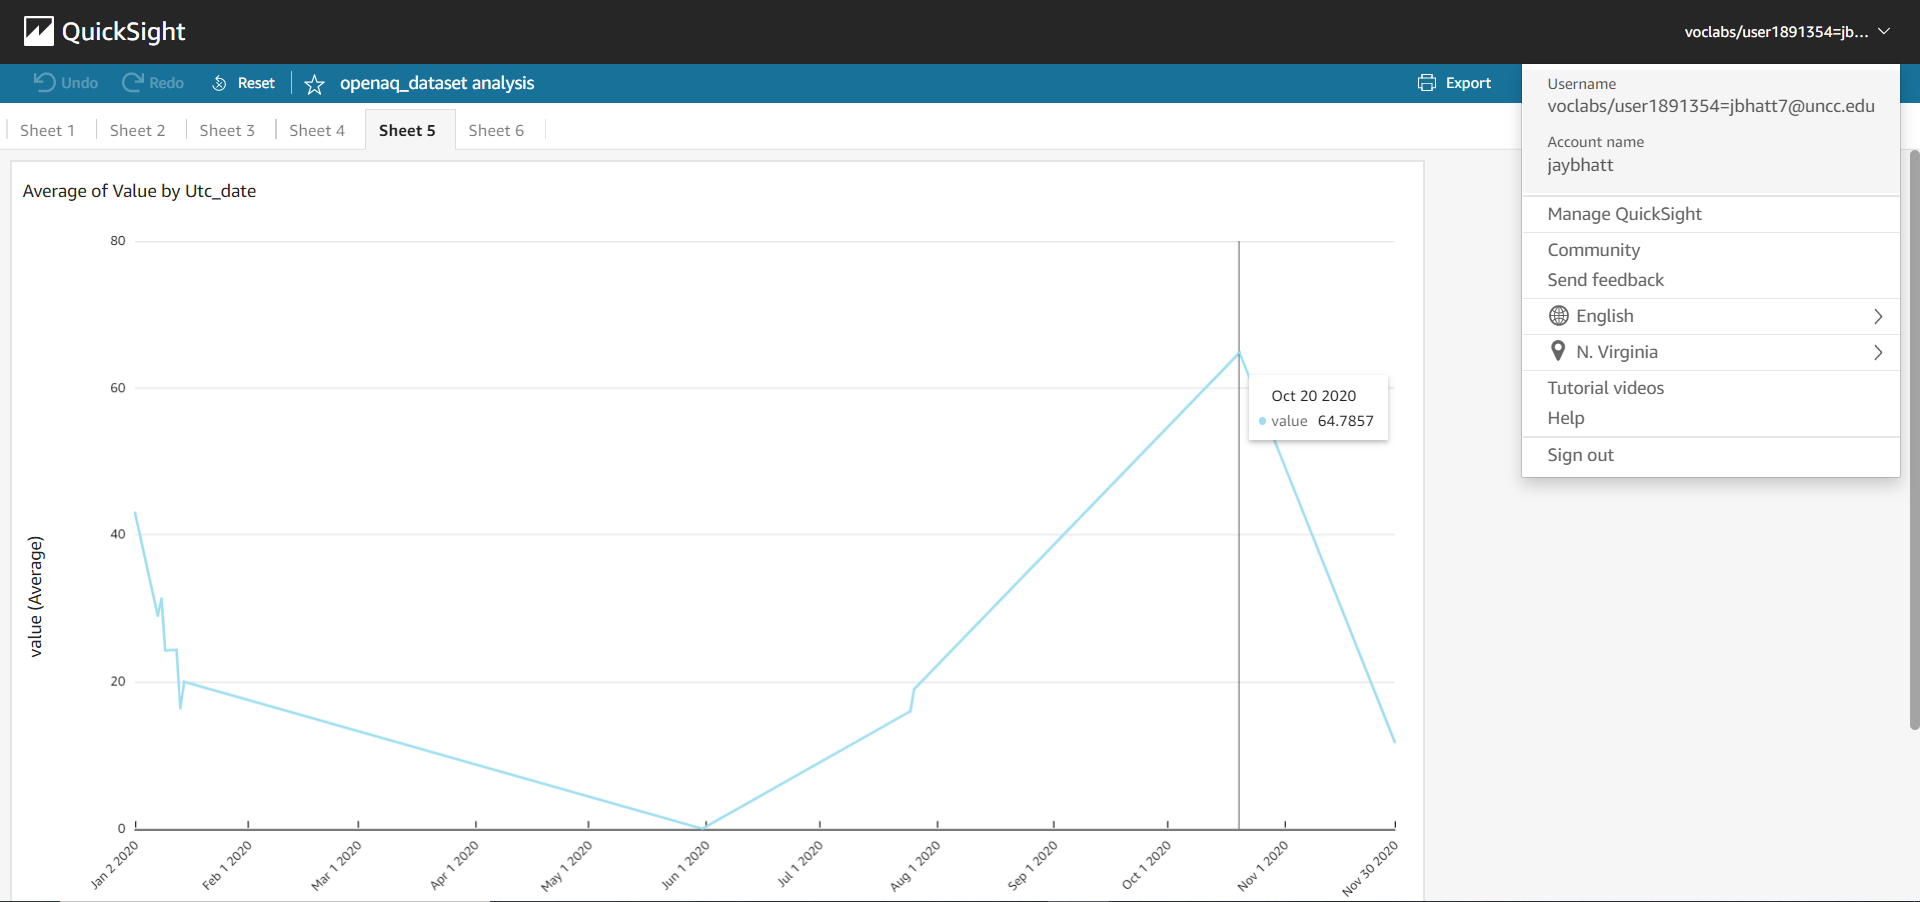 QuickSight
voclabs/user1891354=jb...
Undo
Redo
Reset
openaq_dataset analysis
Export
Sheet 1
Sheet 2
Sheet 3
Sheet 4
Sheet 5
Sheet 6
Username
voclabs/user1891354=jbhatt7@uncc.edu
Account name
jaybhatt
Manage QuickSight
Community
Send feedback
English
N. Virginia
Tutorial videos
Help
Sign out
Average of Value by Utc_date
80
60
40
20
0
value (Average)
Oct 20 2020
value 64.7857
Jan 2 2020
Feb 1 2020
Mar 1 2020
Apr 1 2020
May 1 2020
Jun 1 2020
Jul 1 2020
Aug 1 2020
Sep 1 2020
Oct 1 2020
Nov 1 2020
Nov 30 2020